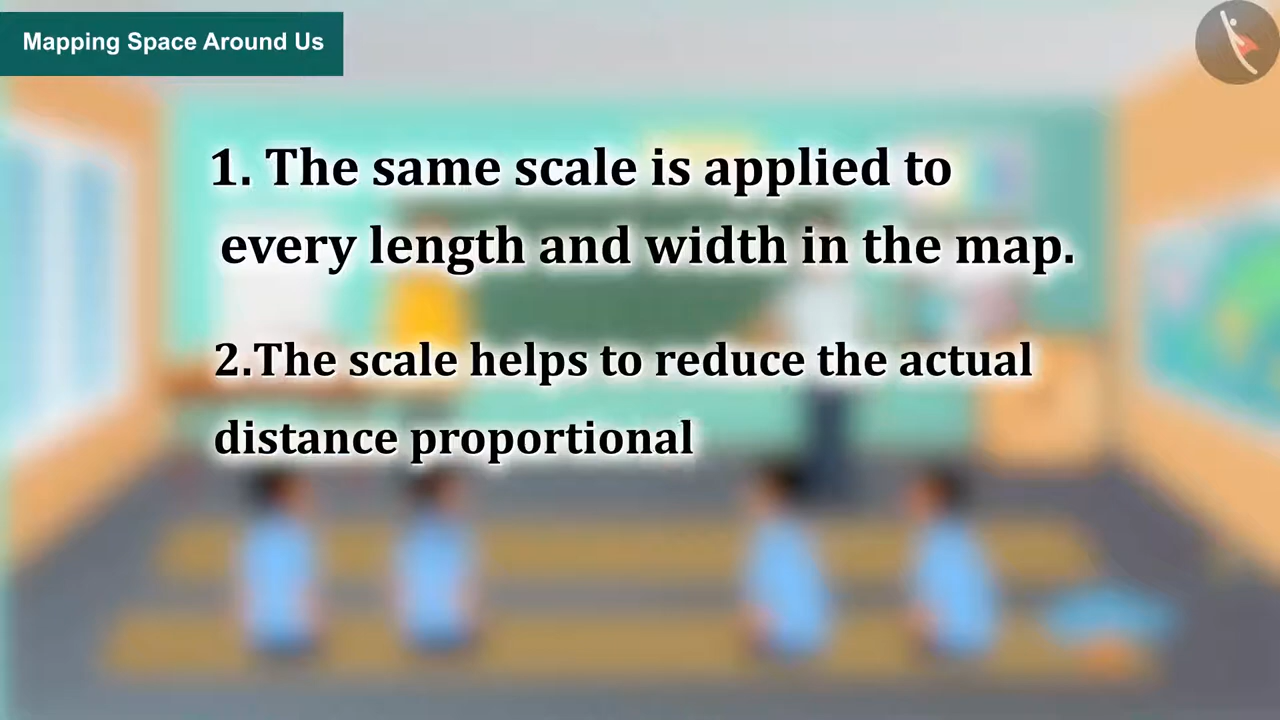 Mapping Space Around Us
1. The same scale is applied to
every length and width in the map.
2.The scale helps to reduce the actual
distance proportional